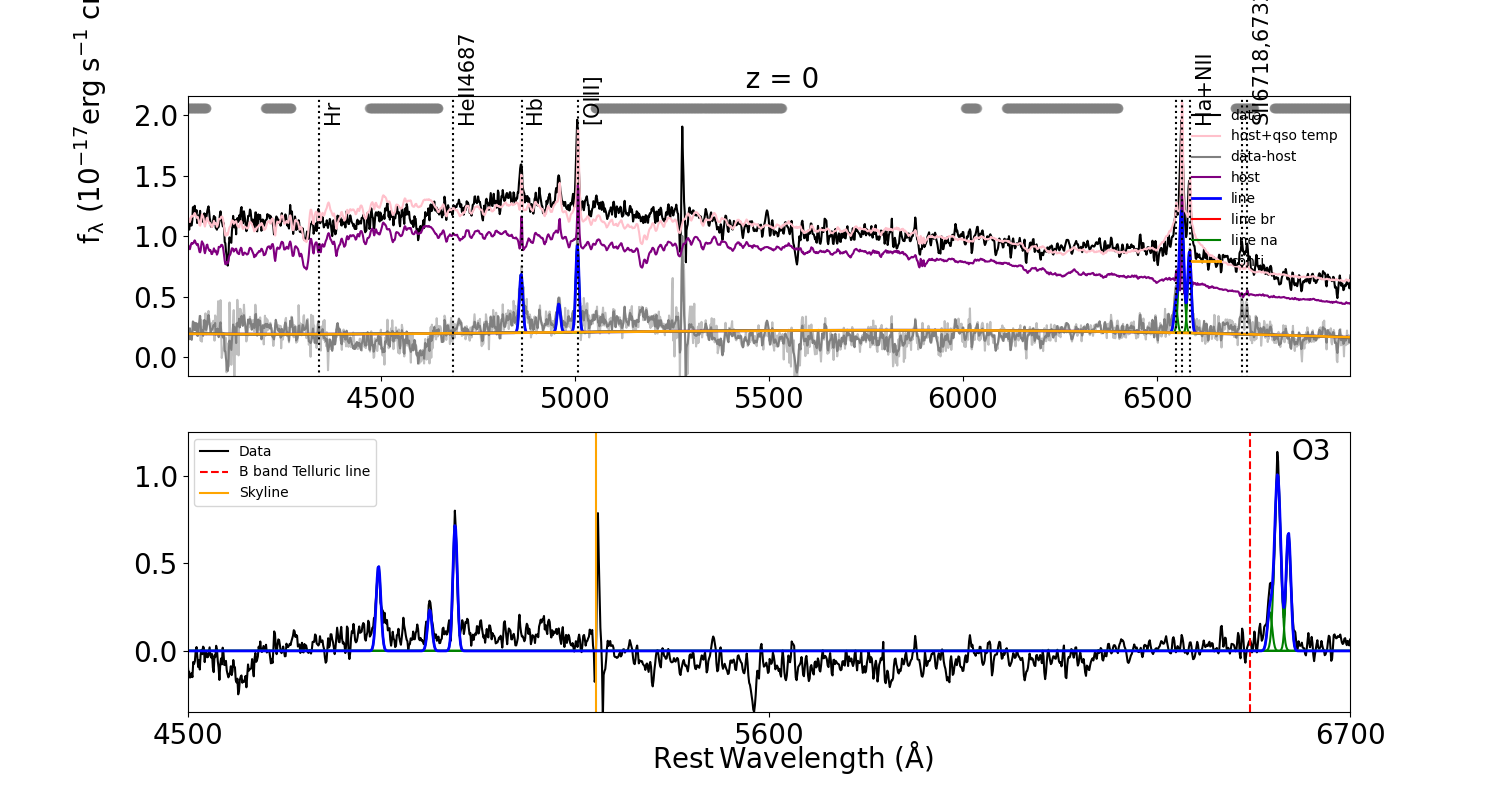 z = 0
f_λ (10⁻¹⁷erg s⁻¹
Hr
HeII4687
Hb
[OIII]
Ha+NII
SII6718,673
data
host+qso temp
data-host
host
line
line br
line na
conti
2.0
1.5
1.0
0.5
0.0
4500
5000
5500
6000
6500
Data
B band Telluric line
Skyline
O3
1.0
0.5
0.0
4500
5600
6700
Rest Wavelength (Å)